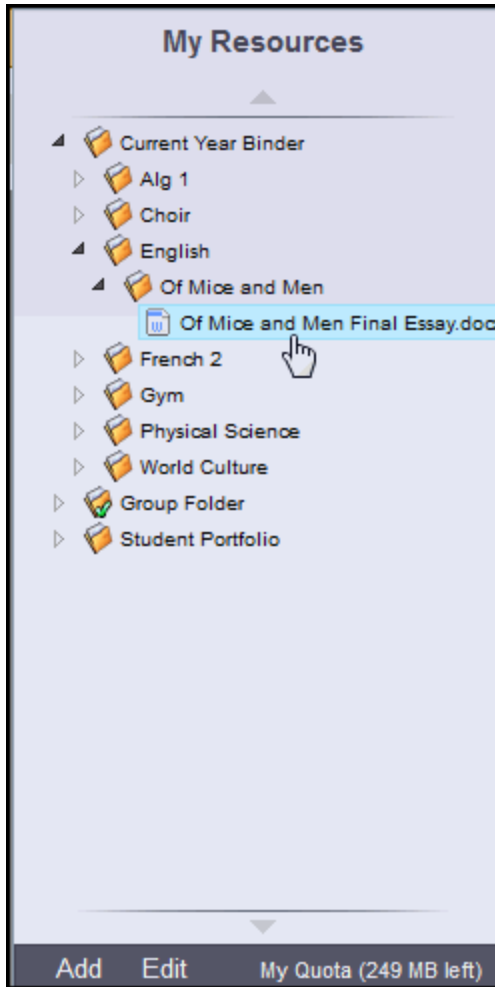 My Resources
Current Year Binder
Alg 1
Choir
English
Of Mice and Men
Of Mice and Men Final Essay.doc
French 2
Gym
Physical Science
World Culture
Group Folder
Student Portfolio
Add Edit My Quota (249 MB left)